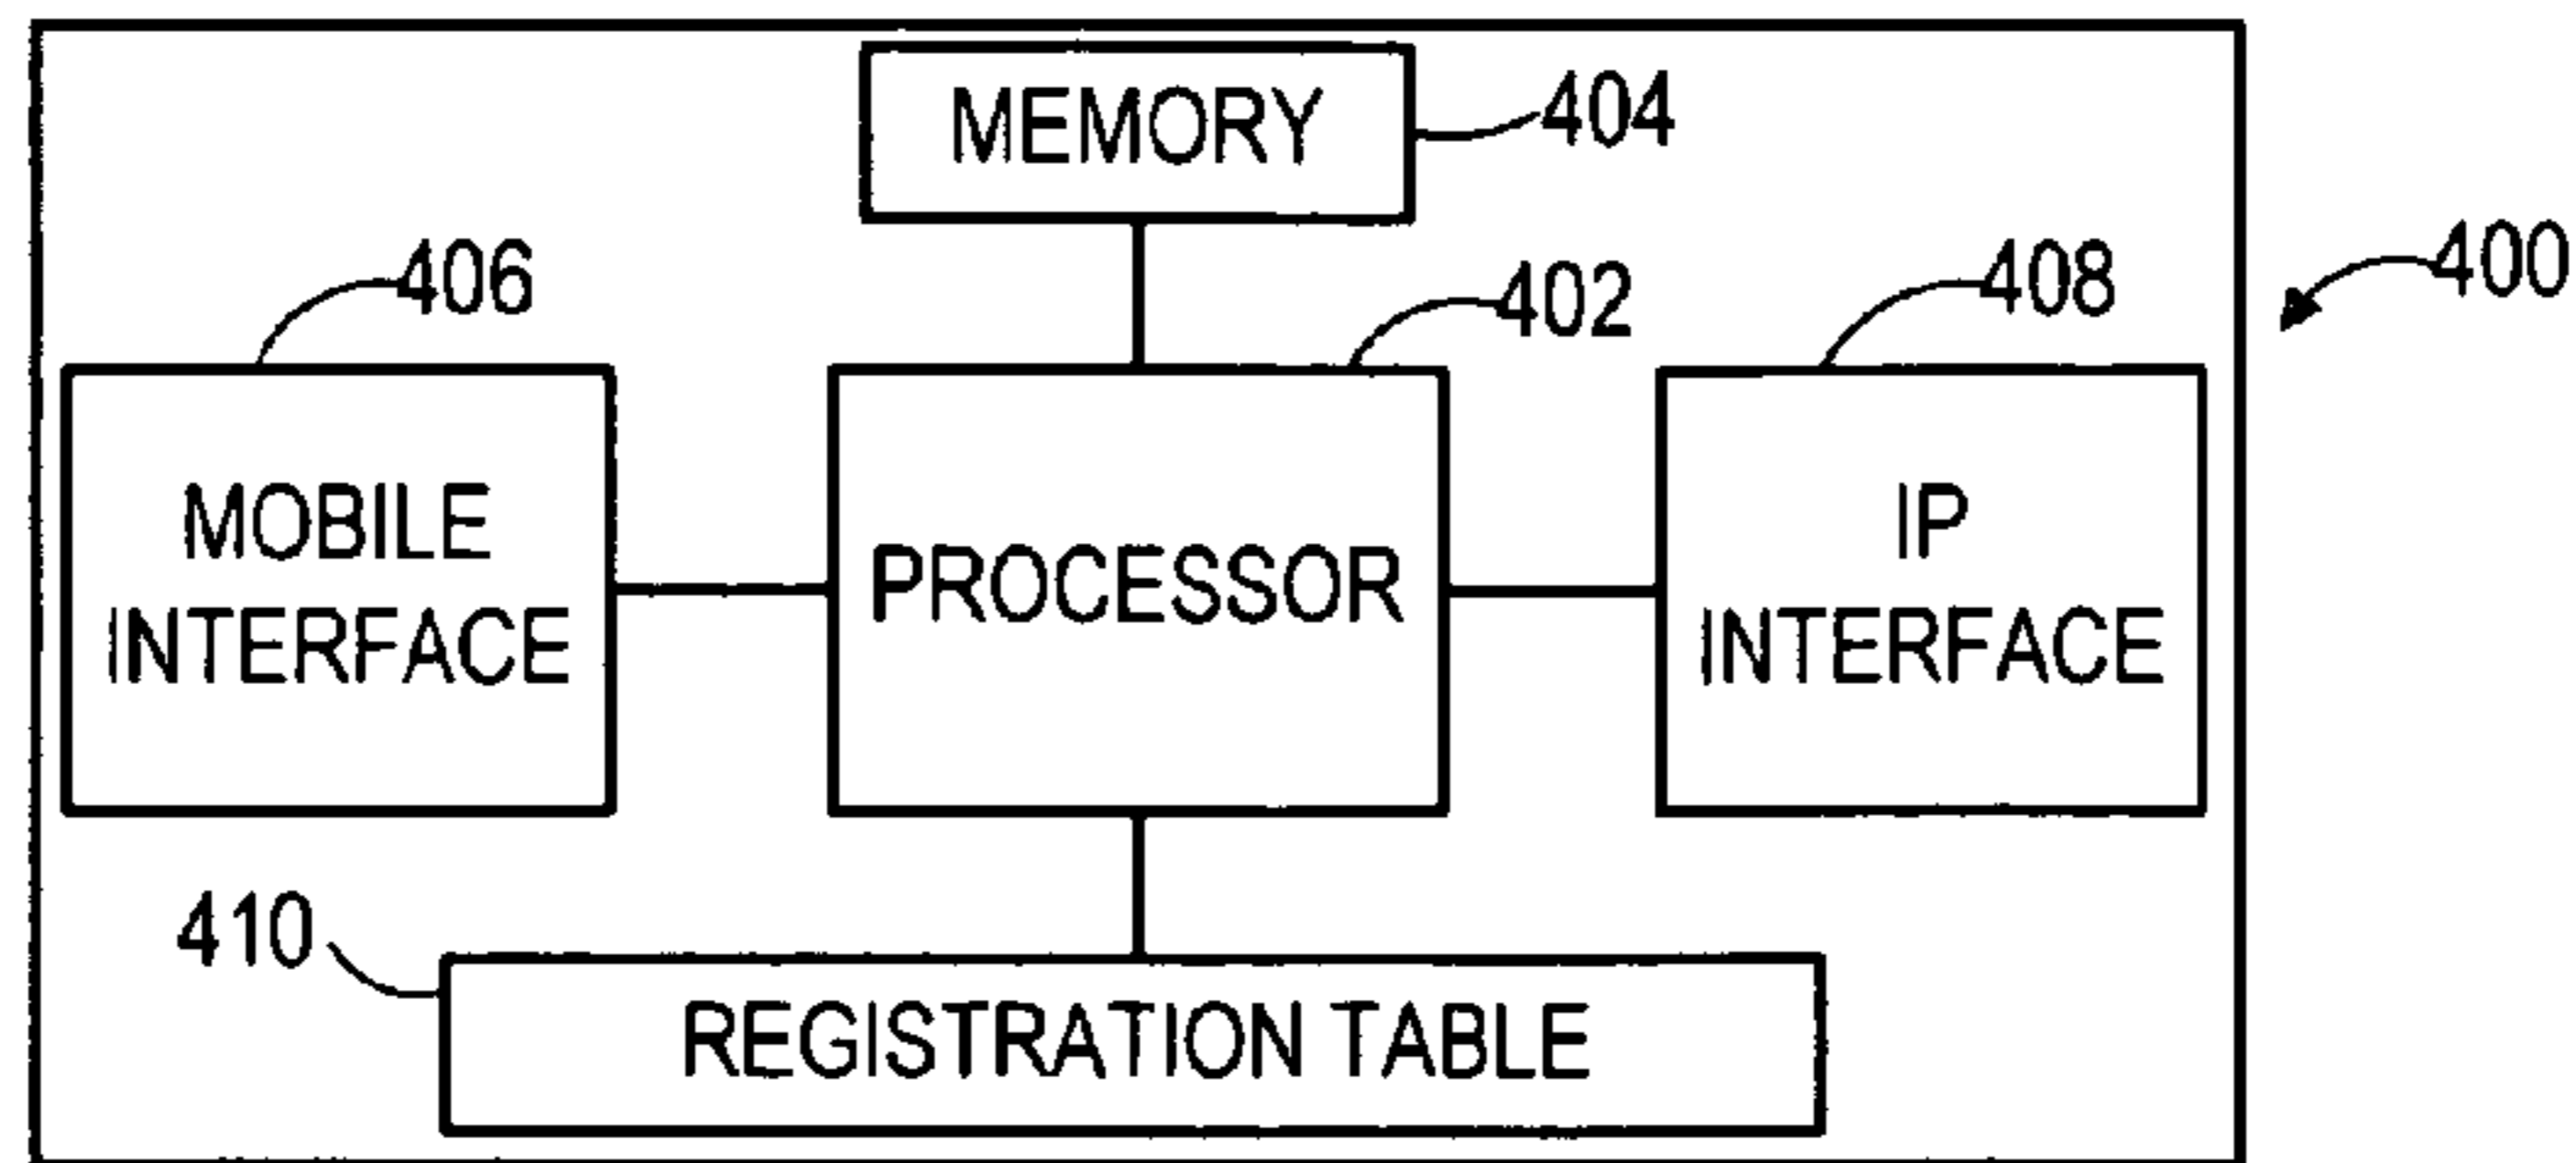 MEMORY
404
406
402
408
400
MOBILE
INTERFACE
PROCESSOR
IP
INTERFACE
410
REGISTRATION TABLE